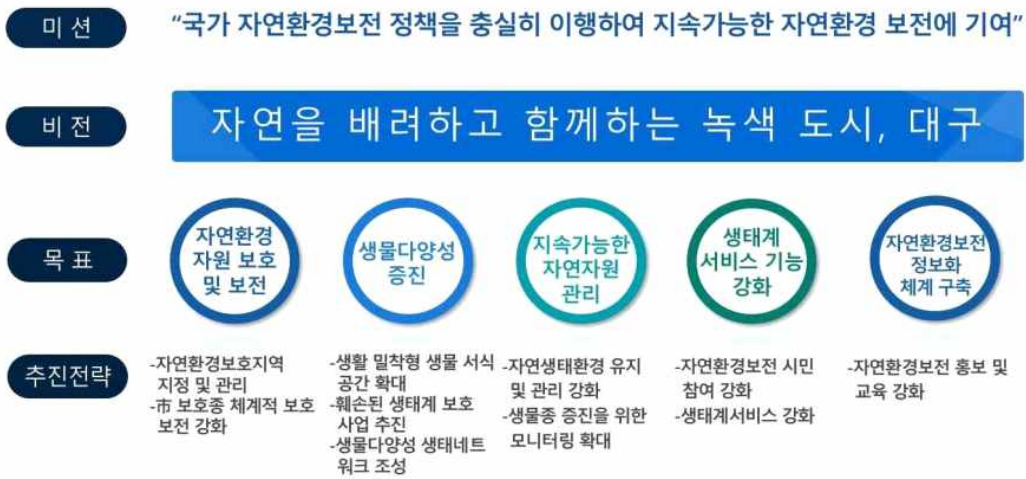 미 션
“국가 자연환경보전 정책을 충실히 이행하여 지속가능한 자연환경 보전에 기여”
비 전
자연을 배려하고 함께하는 녹색 도시, 대구
목 표
자연환경
자원 보호
및 보전
생물다양성
증진
지속가능한
자연자원
관리
생태계
서비스 기능
강화
자연환경보전
정보화
체계 구축
추진전략
-자연환경보호지역
지정 및 관리
-市 보호종 체계적 보호
보전 강화
-생활 밀착형 생물 서식
공간 확대
-훼손된 생태계 보호
사업 추진
-생물다양성 생태네트
워크 조성
-자연생태환경 유지
및 관리 강화
-생물종 증진을 위한
모니터링 확대
-자연환경보전 시민
참여 강화
-생태계서비스 강화
-자연환경보전 홍보 및
교육 강화